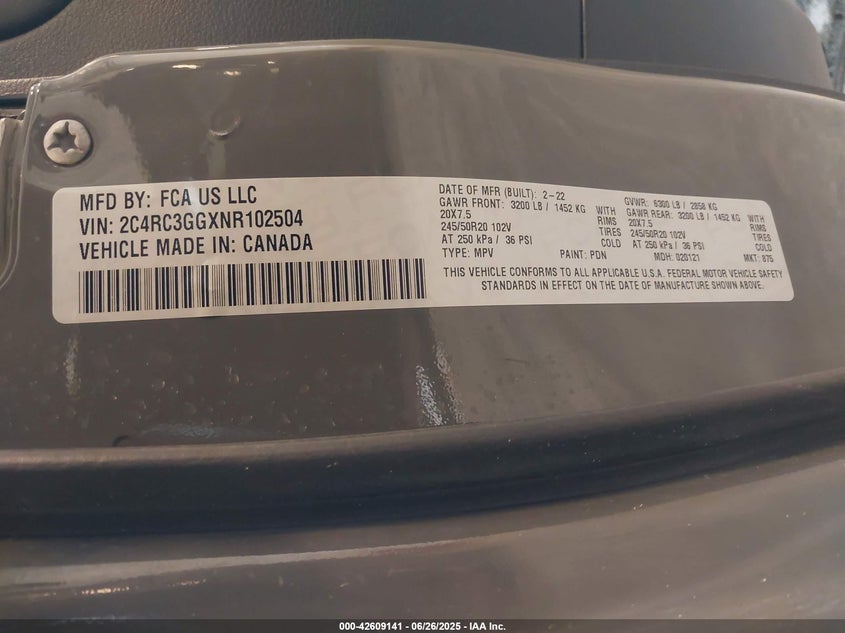 MFD BY: FCA US LLC
VIN: 2C4RC3GGXNR102504
VEHICLE MADE IN: CANADA
DATE OF MFR (BUILT): 2-22 GVWR: 6300 LB / 2858 KG
GAWR FRONT: 3200 LB / 1452 KG WITH GAWR REAR: 3200 LB / 1452 KG WITH
20X7.5 RIMS 20X7.5 RIMS
245/50R20 102V TIRES 245/50R20 102V TIRES
AT 250 kPa / 36 PSI COLD AT 250 kPa / 36 PSI COLD
TYPE: MPV PAINT: PDN MDH: 020121 MKT: 875
THIS VEHICLE CONFORMS TO ALL APPLICABLE U.S.A. FEDERAL MOTOR VEHICLE SAFETY
STANDARDS IN EFFECT ON THE DATE OF MANUFACTURE SHOWN ABOVE.
000-42609141 - 06/26/2025 - IAA Inc.